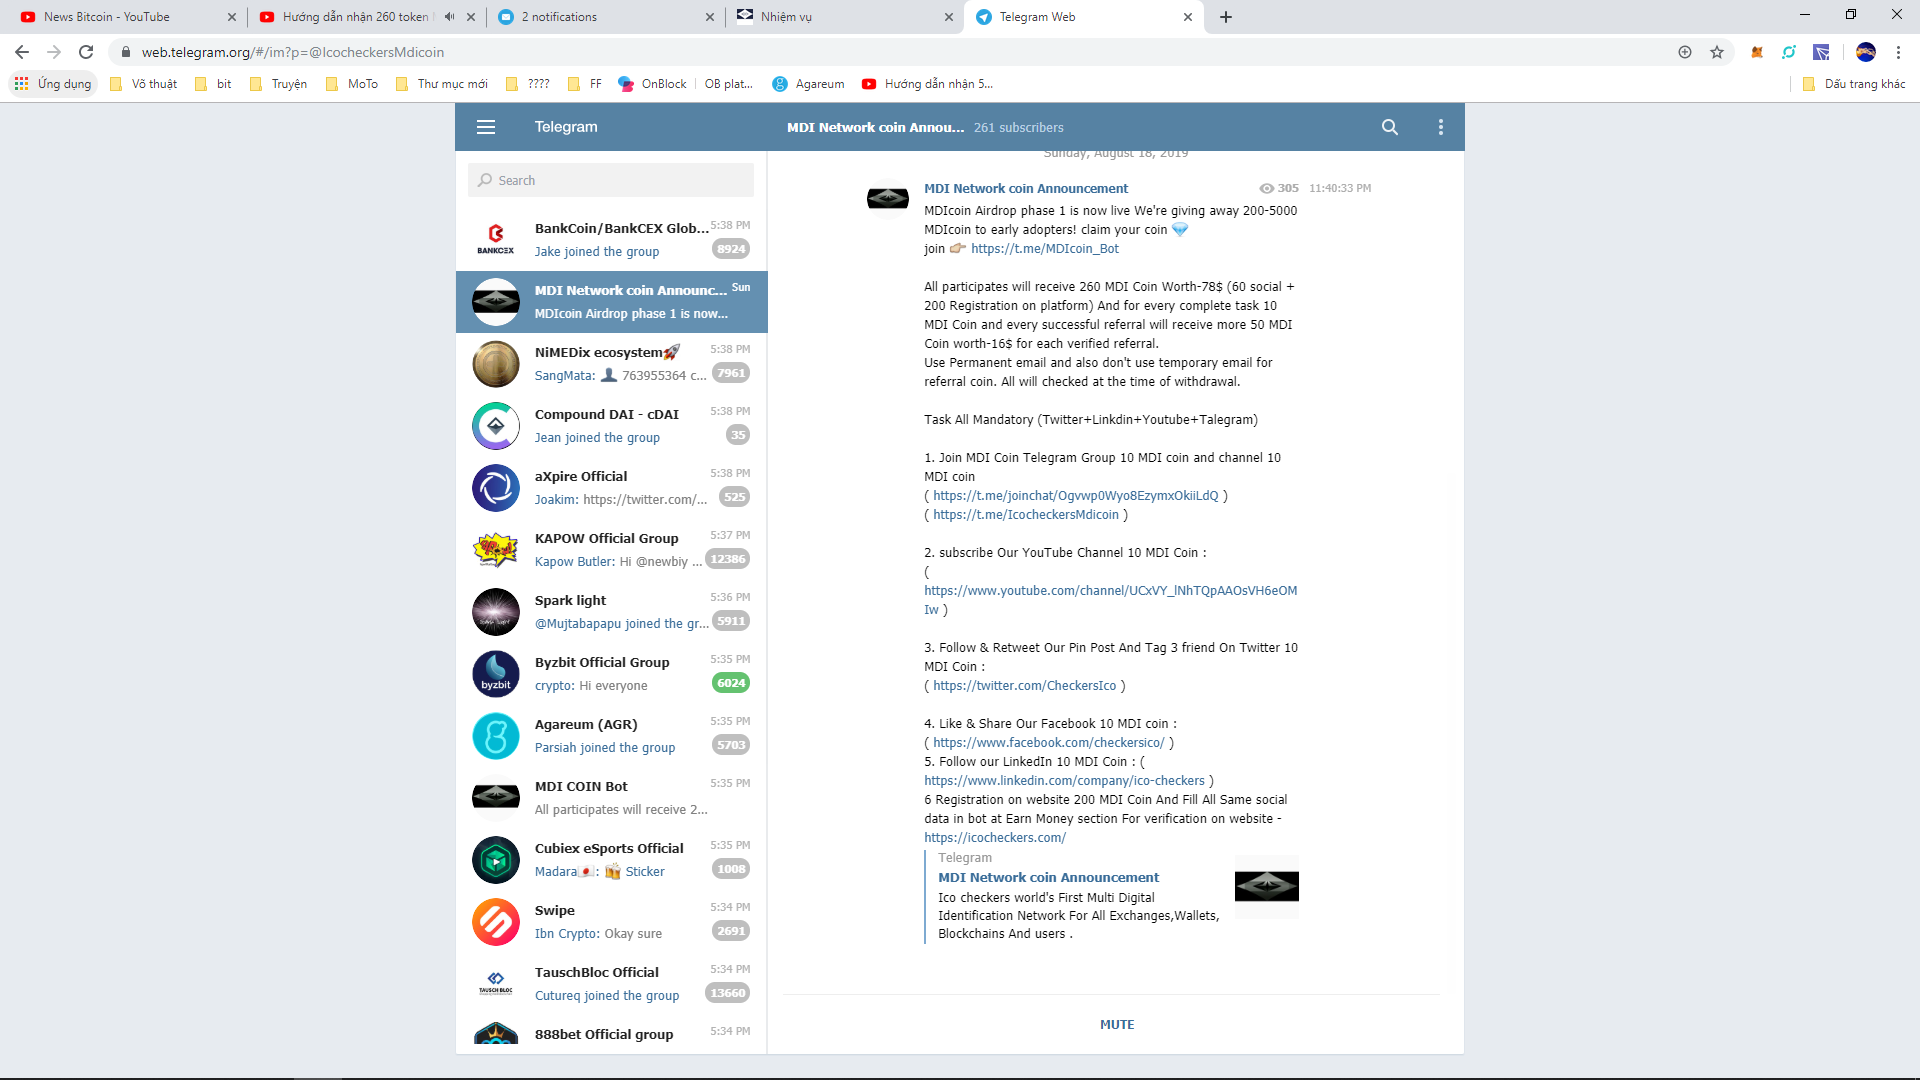 News Bitcoin - YouTube
Hướng dẫn nhận 260 token
2 notifications
Nhiệm vụ
Telegram Web
web.telegram.org/#/im?p=@IcocheckersMdicoin
Ứng dụng
Võ thuật
bit
Truyện
MoTo
Thư mục mới
????
FF
OnBlock
OB plat...
Agareum
Hướng dẫn nhận 5...
Dấu trang khác
Telegram
MDI Network coin Annou... 261 subscribers
Search
BankCoin/BankCEX Glob... 5:38 PM
Jake joined the group 8924
BANKCEX
MDI Network coin Announc... Sun
MDIcoin Airdrop phase 1 is now...
NiMEDix ecosystem🚀 5:38 PM
SangMata: 👤 763955364 c... 7961
Compound DAI - cDAI 5:38 PM
Jean joined the group 35
aXpire Official 5:38 PM
Joakim: https://twitter.com/... 525
KAPOW Official Group 5:37 PM
Kapow Butler: Hi @newbiy ... 12386
Spark light 5:36 PM
@Mujtabapapu joined the gr... 5911
Byzbit Official Group 5:35 PM
crypto: Hi everyone 6024
byzbit
Agareum (AGR) 5:35 PM
Parsiah joined the group 5703
MDI COIN Bot 5:35 PM
All participates will receive 2...
Cubiex eSports Official 5:35 PM
Madara🇯🇵: 🍻 Sticker 1008
Swipe 5:34 PM
Ibn Crypto: Okay sure 2691
TauschBloc Official 5:34 PM
Cutureq joined the group 13660
TAUSCH BLOC
888bet Official group 5:34 PM
Sunday, August 18, 2019
MDI Network coin Announcement 305 11:40:33 PM
MDIcoin Airdrop phase 1 is now live We're giving away 200-5000
MDIcoin to early adopters! claim your coin 💎
join 👉🏼 https://t.me/MDIcoin_Bot
All participates will receive 260 MDI Coin Worth-78$ (60 social +
200 Registration on platform) And for every complete task 10
MDI Coin and every successful referral will receive more 50 MDI
Coin worth-16$ for each verified referral.
Use Permanent email and also don't use temporary email for
referral coin. All will checked at the time of withdrawal.
Task All Mandatory (Twitter+Linkdin+Youtube+Talegram)
1. Join MDI Coin Telegram Group 10 MDI coin and channel 10
MDI coin
( https://t.me/joinchat/Ogvwp0Wyo8EzymxOkiiLdQ )
( https://t.me/IcocheckersMdicoin )
2. subscribe Our YouTube Channel 10 MDI Coin :
(
https://www.youtube.com/channel/UCxVY_lNhTQpAAOsVH6eOM
Iw )
3. Follow & Retweet Our Pin Post And Tag 3 friend On Twitter 10
MDI Coin :
( https://twitter.com/CheckersIco )
4. Like & Share Our Facebook 10 MDI coin :
( https://www.facebook.com/checkersico/ )
5. Follow our LinkedIn 10 MDI Coin : (
https://www.linkedin.com/company/ico-checkers )
6 Registration on website 200 MDI Coin And Fill All Same social
data in bot at Earn Money section For verification on website -
https://icocheckers.com/
Telegram
MDI Network coin Announcement
Ico checkers world's First Multi Digital
Identification Network For All Exchanges,Wallets,
Blockchains And users .
MUTE